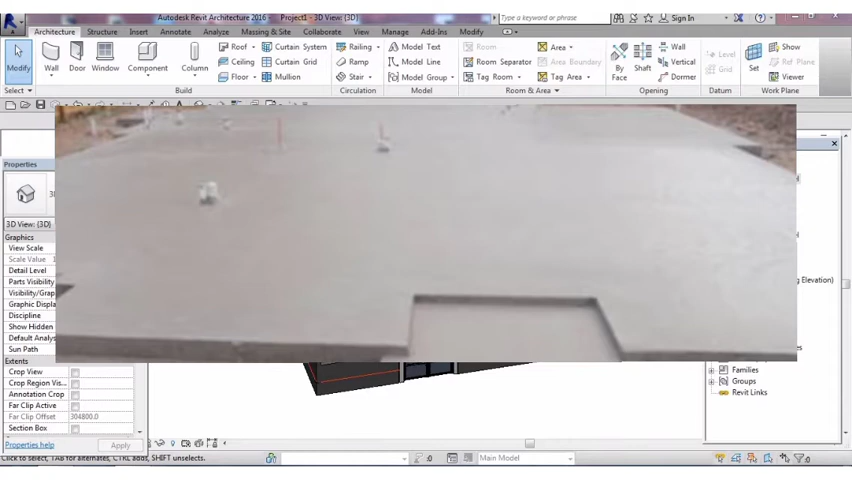 Autodesk Revit Architecture 2016 - Project1 - 3D View: {3D}
Type a keyword or phrase
Sign In
Architecture Structure Insert Annotate Analyze Massing & Site Collaborate View Manage Add-Ins Modify
Modify Wall Door Window Component Column
Roof
Ceiling
Floor
Curtain System
Curtain Grid
Mullion
Railing
Ramp
Stair
Model Text
Model Line
Model Group
Room
Room Separator
Tag Room
Area
Area Boundary
Tag Area
By Face
Shaft
Wall
Vertical
Dormer
Level
Grid
Set
Show
Ref Plane
Viewer
Select Build Circulation Model Room & Area Opening Datum Work Plane
Properties
3D View: {3D}
Graphics
View Scale
Scale Value
Detail Level
Parts Visibility
Visibility/Grap
Graphic Displa
Discipline
Show Hidden
Default Analys
Sun Path
Extents
Crop View
Crop Region Vis...
Annotation Crop
Far Clip Active
Far Clip Offset 304800.0
Section Box
Properties help Apply
ng Elevation)
Families
Groups
Revit Links
Click to select, TAB for alternates, CTRL adds, SHIFT unselects.
:0
Main Model
:0